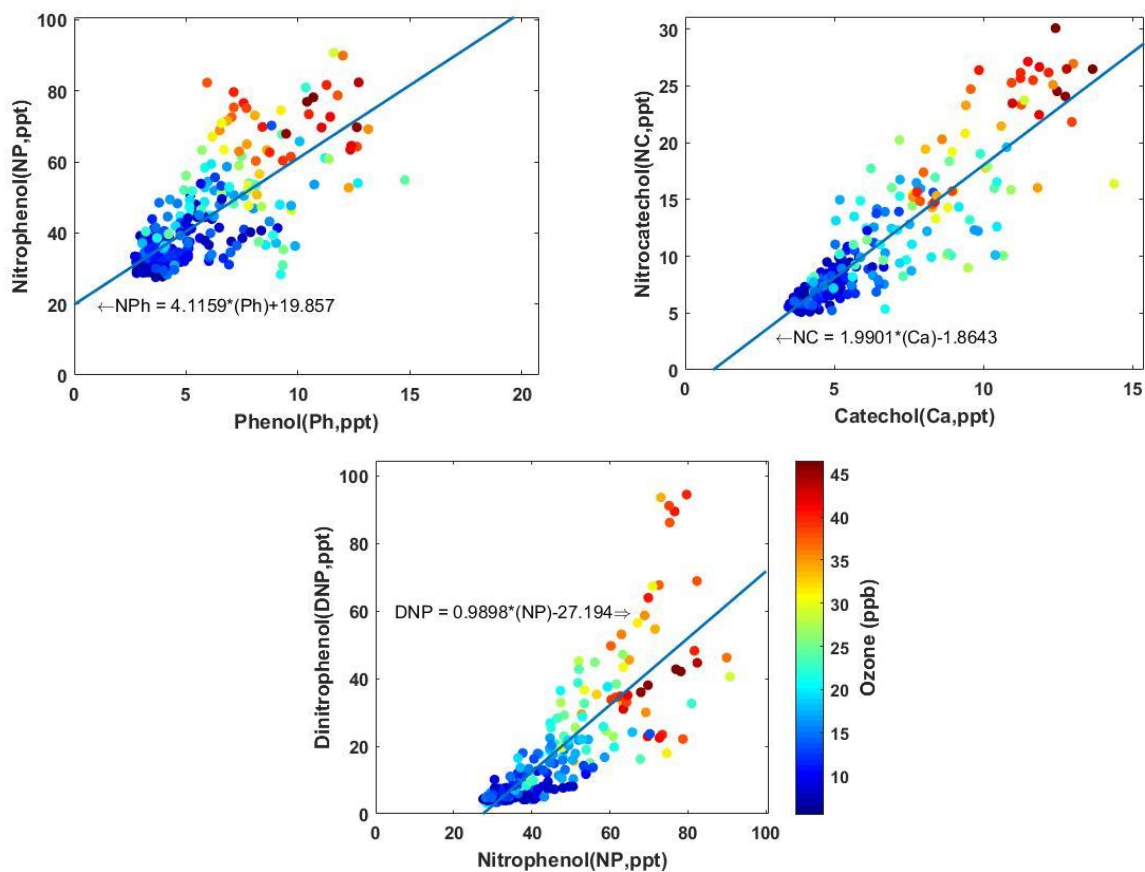 100
80
60
40
20
0
Nitrophenol(NP,ppt)
←NPh = 4.1159*(Ph)+19.857
0 5 10 15 20
Phenol(Ph,ppt)
30
25
20
15
10
5
0
Nitrocatechol(NC,ppt)
←NC = 1.9901*(Ca)-1.8643
0 5 10 15
Catechol(Ca,ppt)
100
80
60
40
20
0
Dinitrophenol(DNP,ppt)
DNP = 0.9898*(NP)-27.194⇒
0 20 40 60 80 100
Nitrophenol(NP,ppt)
45
40
35
30
25
20
15
10
Ozone (ppb)